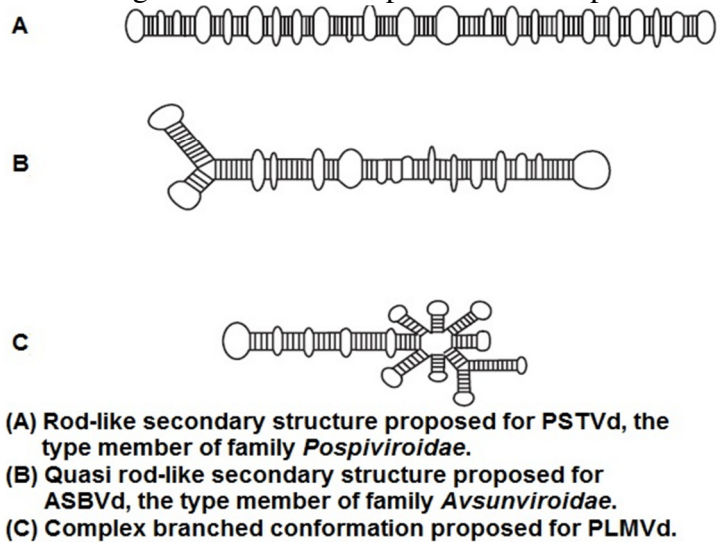 A
B
C
(A) Rod-like secondary structure proposed for PSTVd, the
type member of family Pospiviroidae.
(B) Quasi rod-like secondary structure proposed for
ASBVd, the type member of family Avsunviroidae.
(C) Complex branched conformation proposed for PLMVd.